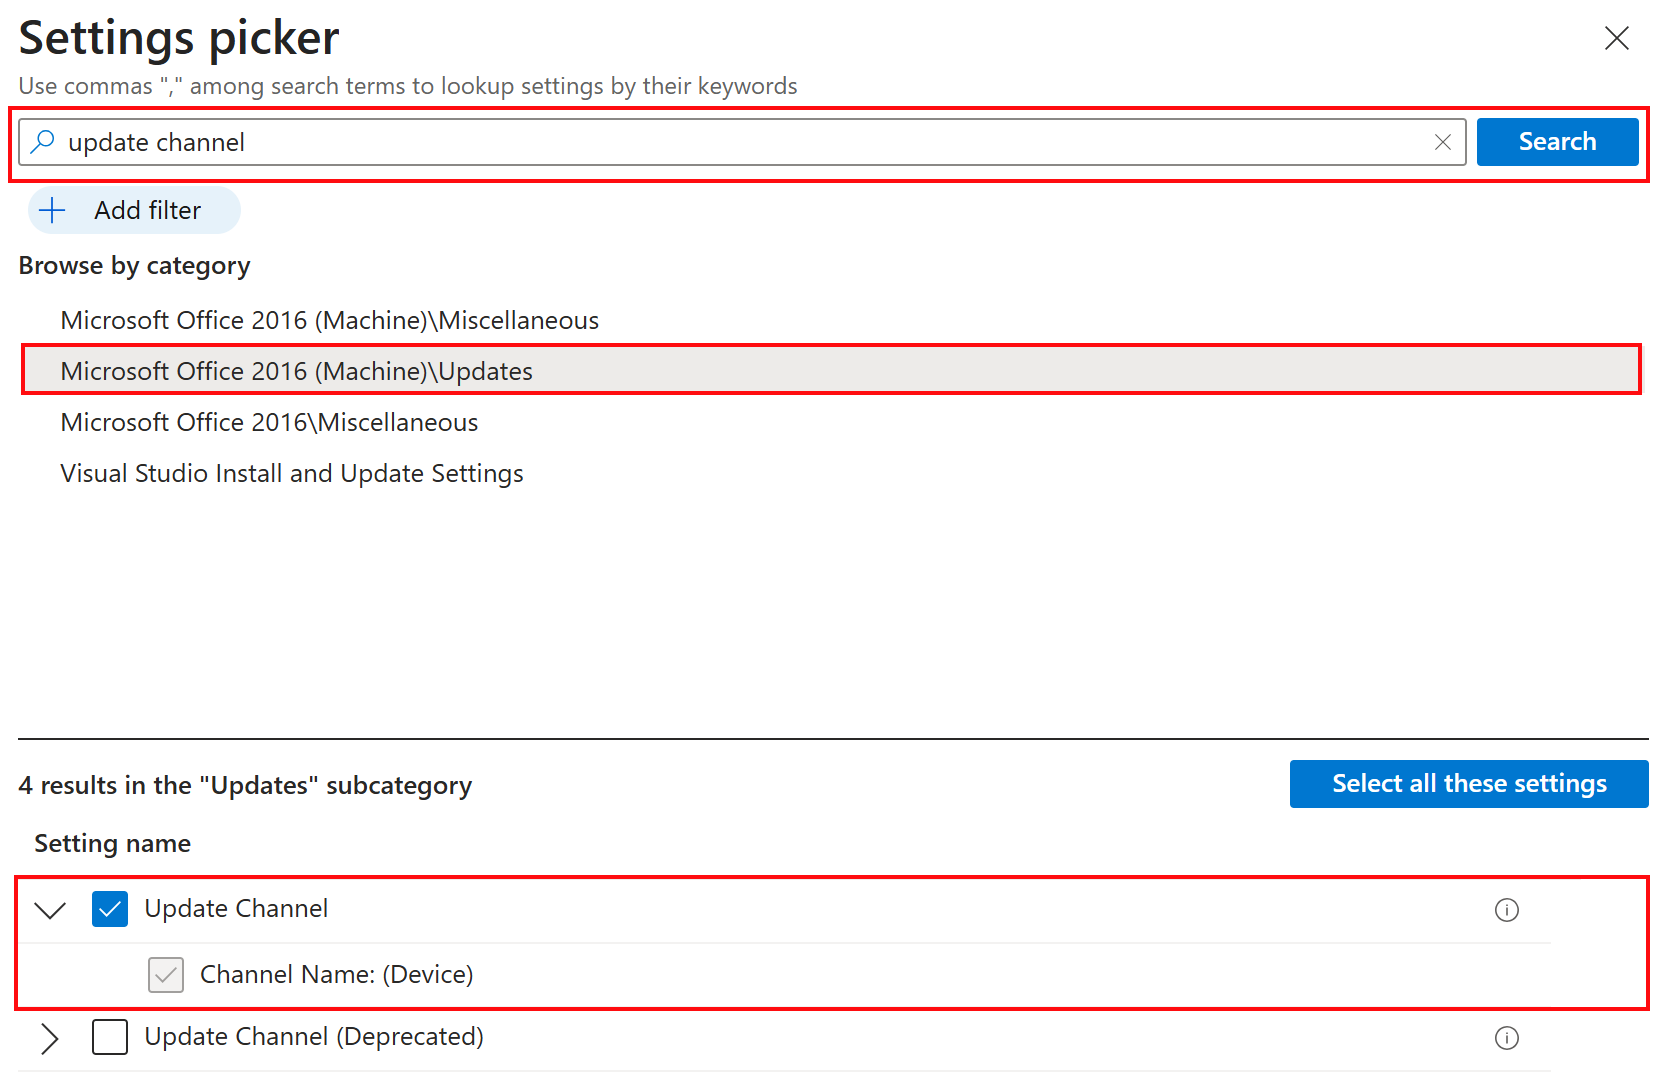 Settings picker
Use commas "," among search terms to lookup settings by their keywords
update channel
Search
Add filter
Browse by category
Microsoft Office 2016 (Machine)\Miscellaneous
Microsoft Office 2016 (Machine)\Updates
Microsoft Office 2016\Miscellaneous
Visual Studio Install and Update Settings
4 results in the "Updates" subcategory
Select all these settings
Setting name
Update Channel
Channel Name: (Device)
Update Channel (Deprecated)